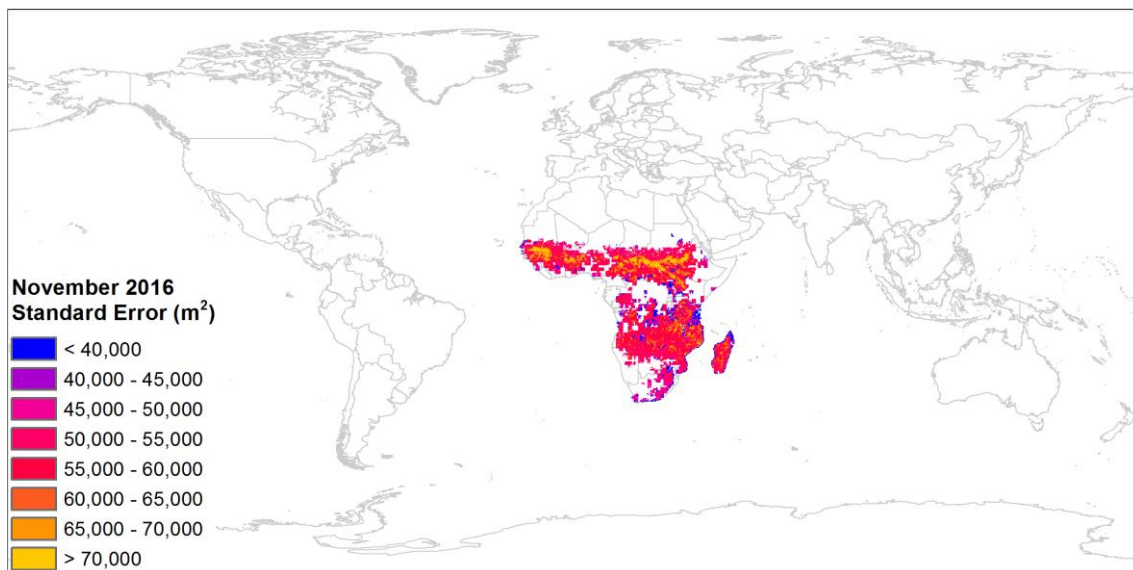 November 2016
Standard Error (m²)
< 40,000
40,000 - 45,000
45,000 - 50,000
50,000 - 55,000
55,000 - 60,000
60,000 - 65,000
65,000 - 70,000
> 70,000